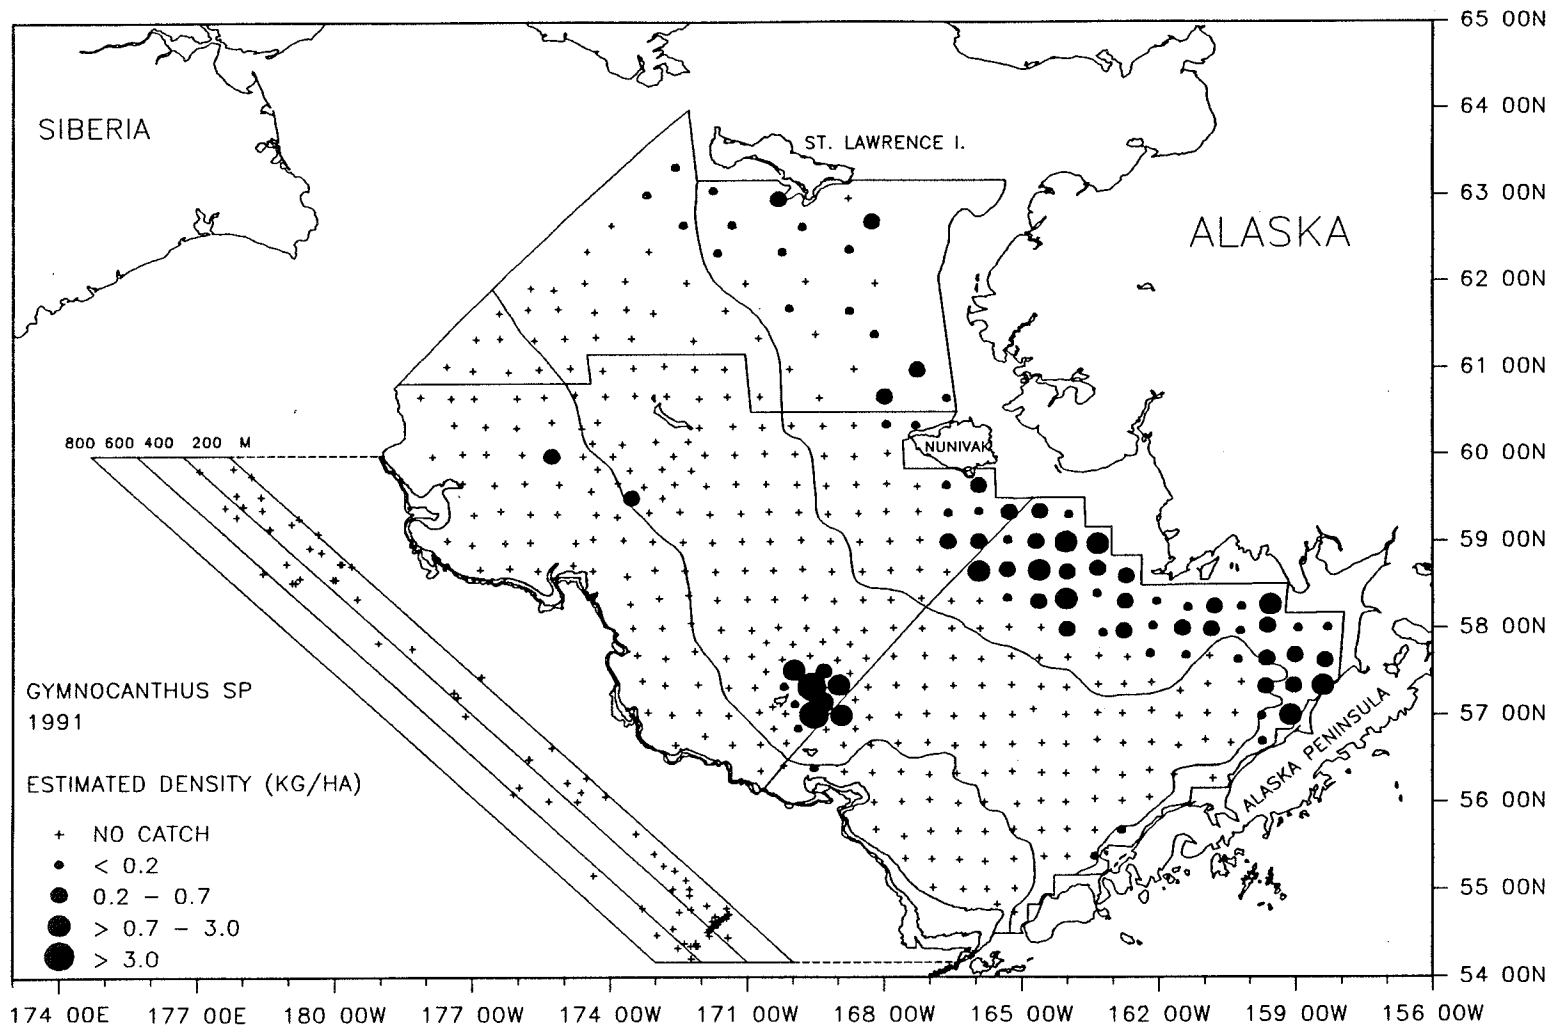 65 00N
64 00N
SIBERIA
ST. LAWRENCE I.
63 00N
ALASKA
62 00N
61 00N
800 600 400 200 M
NUNIVAK
60 00N
59 00N
58 00N
GYMNOCANTHUS SP
1991
57 00N
ALASKA PENINSULA
ESTIMATED DENSITY (KG/HA)
56 00N
+ NO CATCH
< 0.2
0.2 – 0.7
55 00N
> 0.7 – 3.0
> 3.0
54 00N
174 00E 177 00E 180 00W 177 00W 174 00W 171 00W 168 00W 165 00W 162 00W 159 00W 156 00W